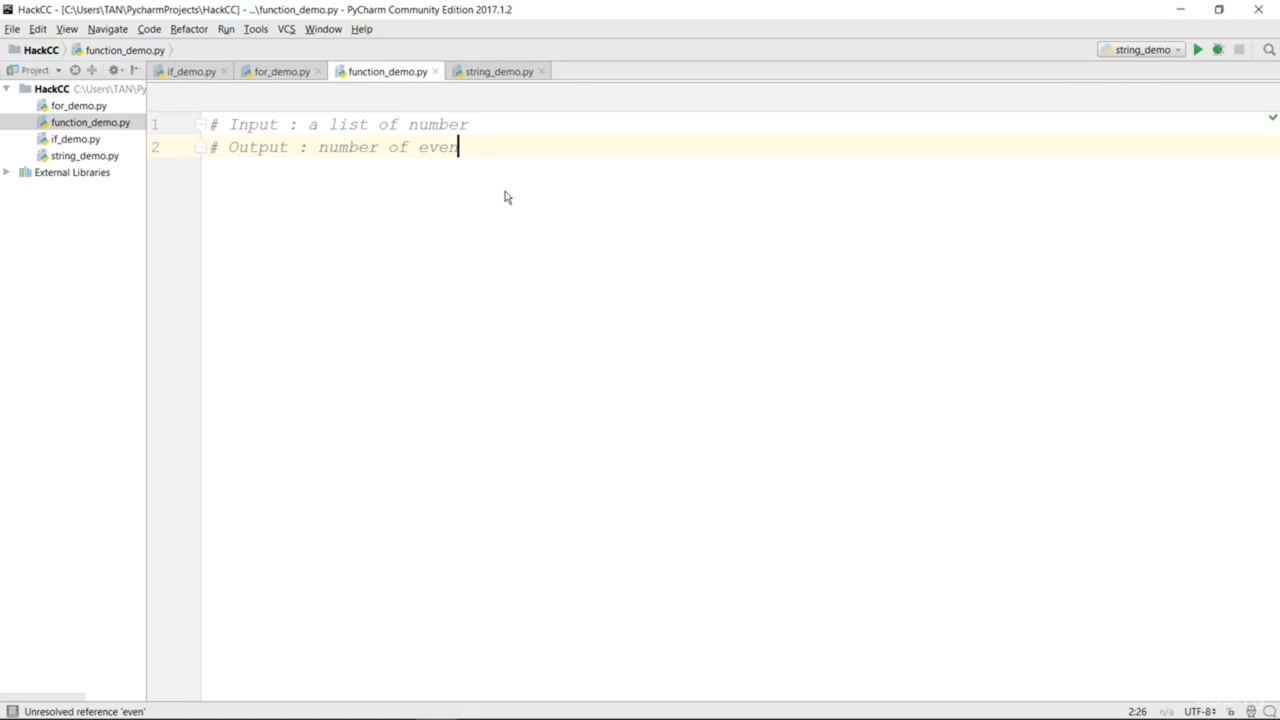 HackCC - [C:\Users\TAN\PycharmProjects\HackCC] - ...\function_demo.py - PyCharm Community Edition 2017.1.2
File Edit View Navigate Code Refactor Run Tools VCS Window Help
HackCC function_demo.py string_demo
Project if_demo.py for_demo.py function_demo.py string_demo.py
HackCC C:\Users\TAN\Py
for_demo.py
function_demo.py
if_demo.py
string_demo.py
External Libraries
1 # Input : a list of number
2 # Output : number of even
Unresolved reference 'even' 2:26 n/a UTF-8